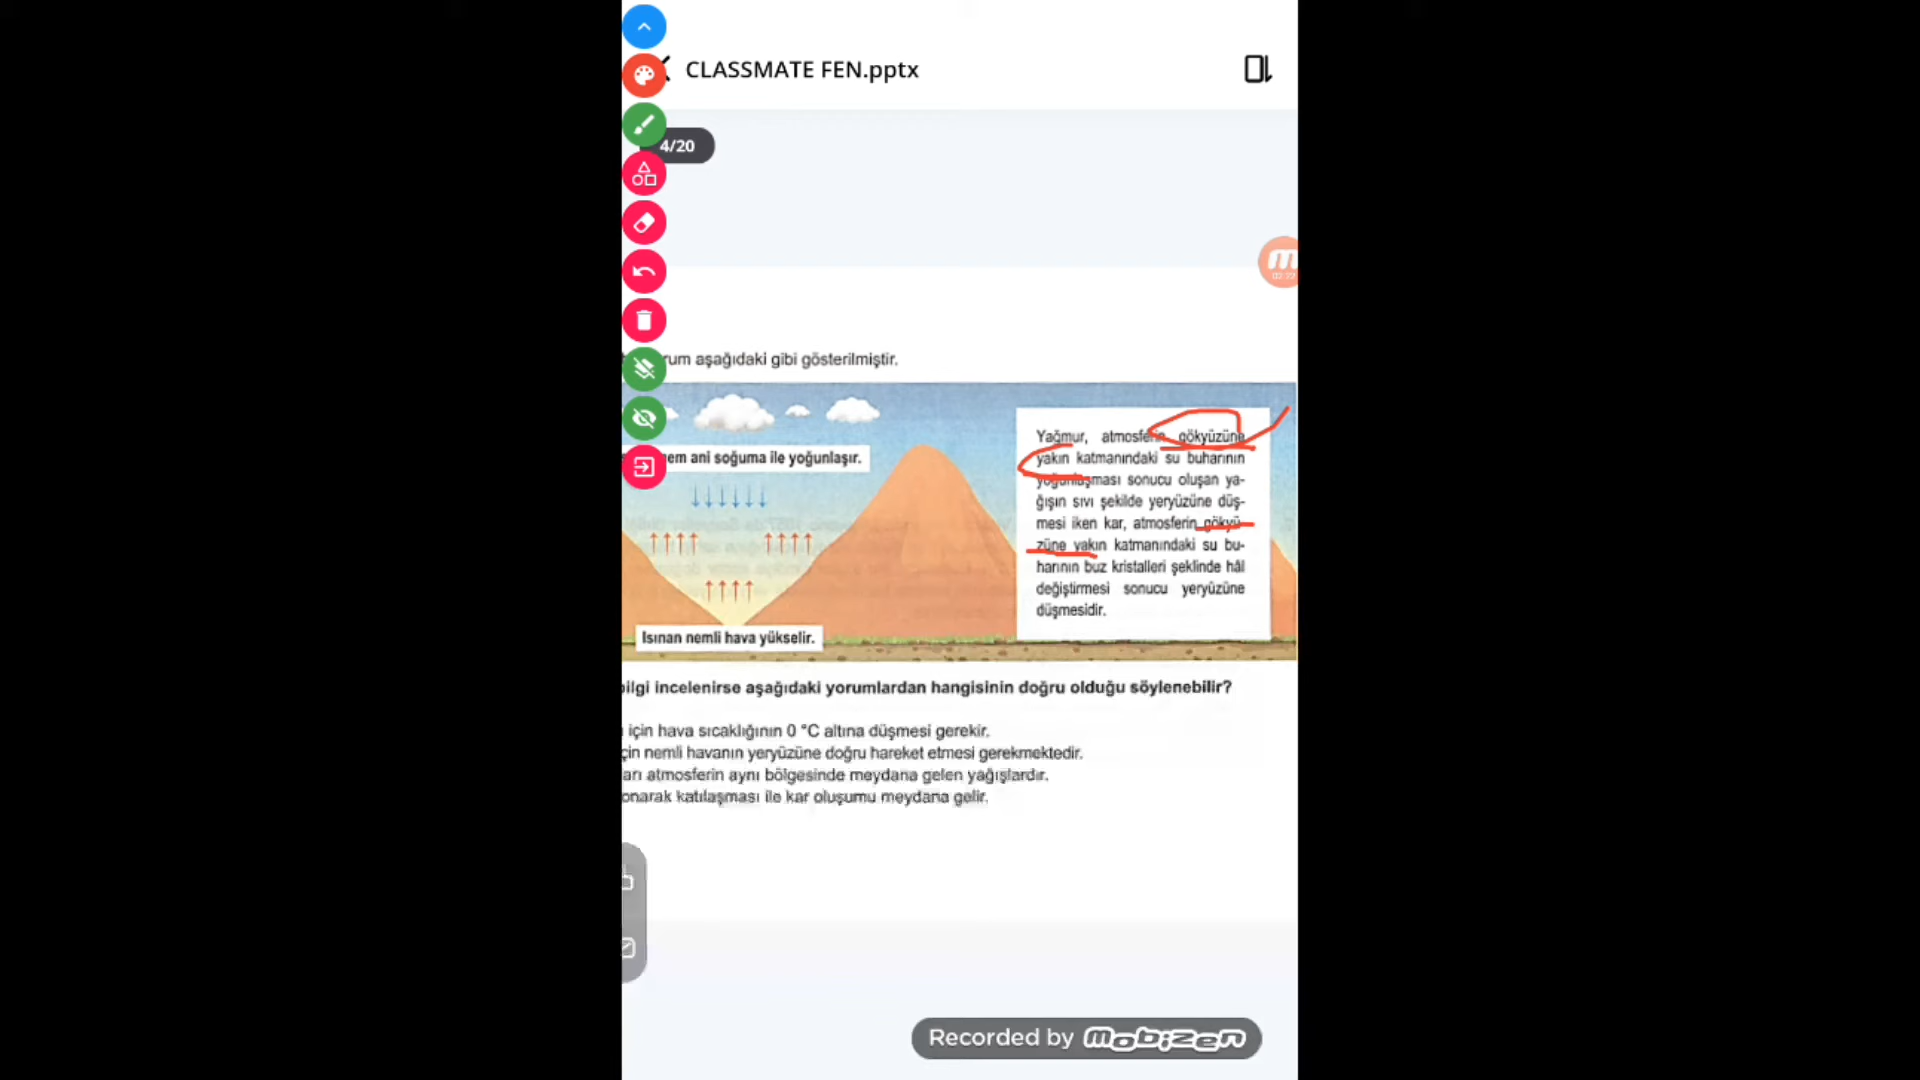 CLASSMATE FEN.pptx
4/20
rum aşağıdaki gibi gösterilmiştir.
em ani soğuma ile yoğunlaşır.
Isınan nemli hava yükselir.
Yağmur, atmosferin gökyüzüne
yakın katmanındaki su buharının
yoğunlaşması sonucu oluşan ya-
ğışın sıvı şekilde yeryüzüne düş-
mesi iken kar, atmosferin gökyü-
züne yakın katmanındaki su bu-
harının buz kristalleri şeklinde hâl
değiştirmesi sonucu yeryüzüne
düşmesidir.
bilgi incelenirse aşağıdaki yorumlardan hangisinin doğru olduğu söylenebilir?
için hava sıcaklığının 0 °C altına düşmesi gerekir.
çin nemli havanın yeryüzüne doğru hareket etmesi gerekmektedir.
arı atmosferin aynı bölgesinde meydana gelen yağışlardır.
onarak katılaşması ile kar oluşumu meydana gelir.
Recorded by mobizen